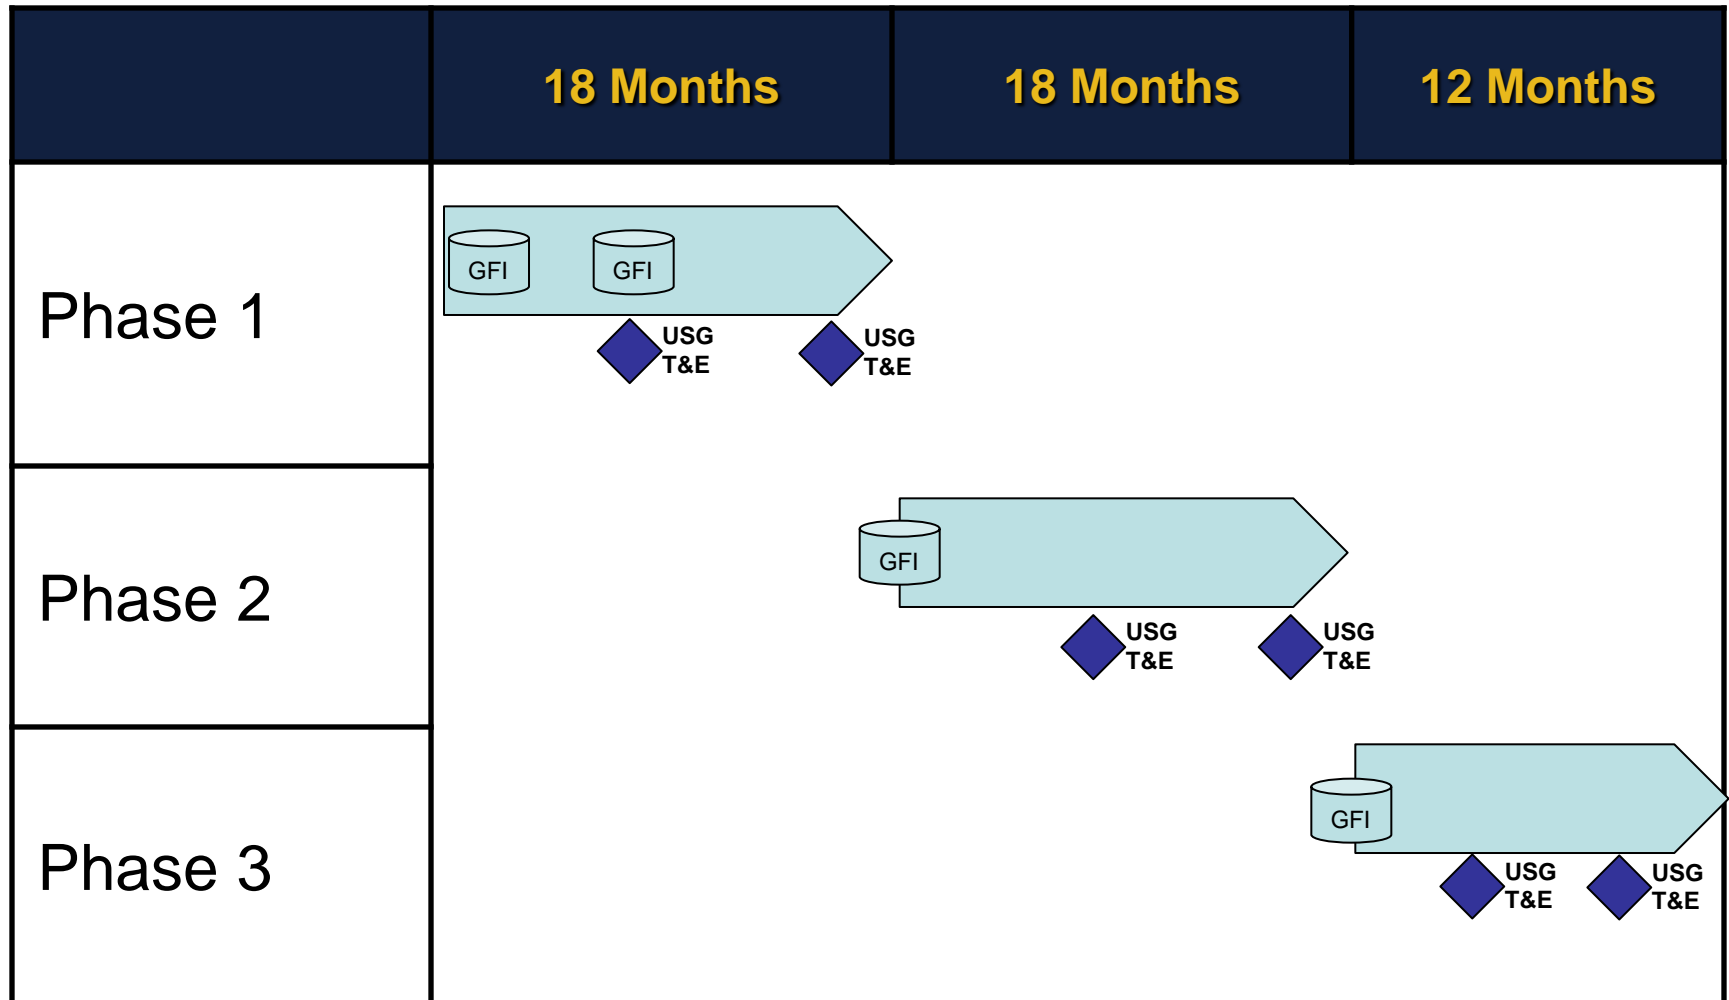 18 Months
18 Months
12 Months
Phase 1
GFI
GFI
USG
T&E
USG
T&E
Phase 2
GFI
USG
T&E
USG
T&E
Phase 3
GFI
USG
T&E
USG
T&E